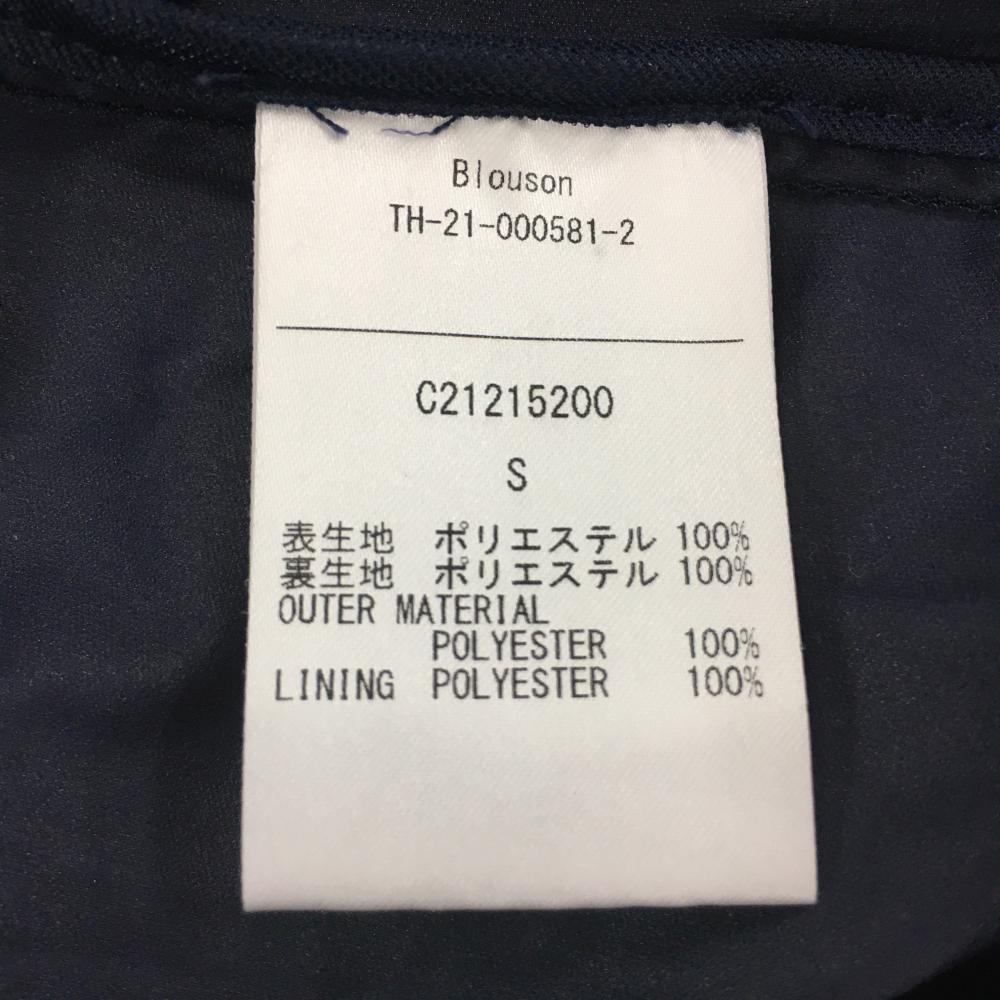 Blouson
TH-21-000581-2
C21215200
S
表生地 ポリエステル 100%
裏生地 ポリエステル 100%
OUTER MATERIAL
POLYESTER 100%
LINING POLYESTER 100%